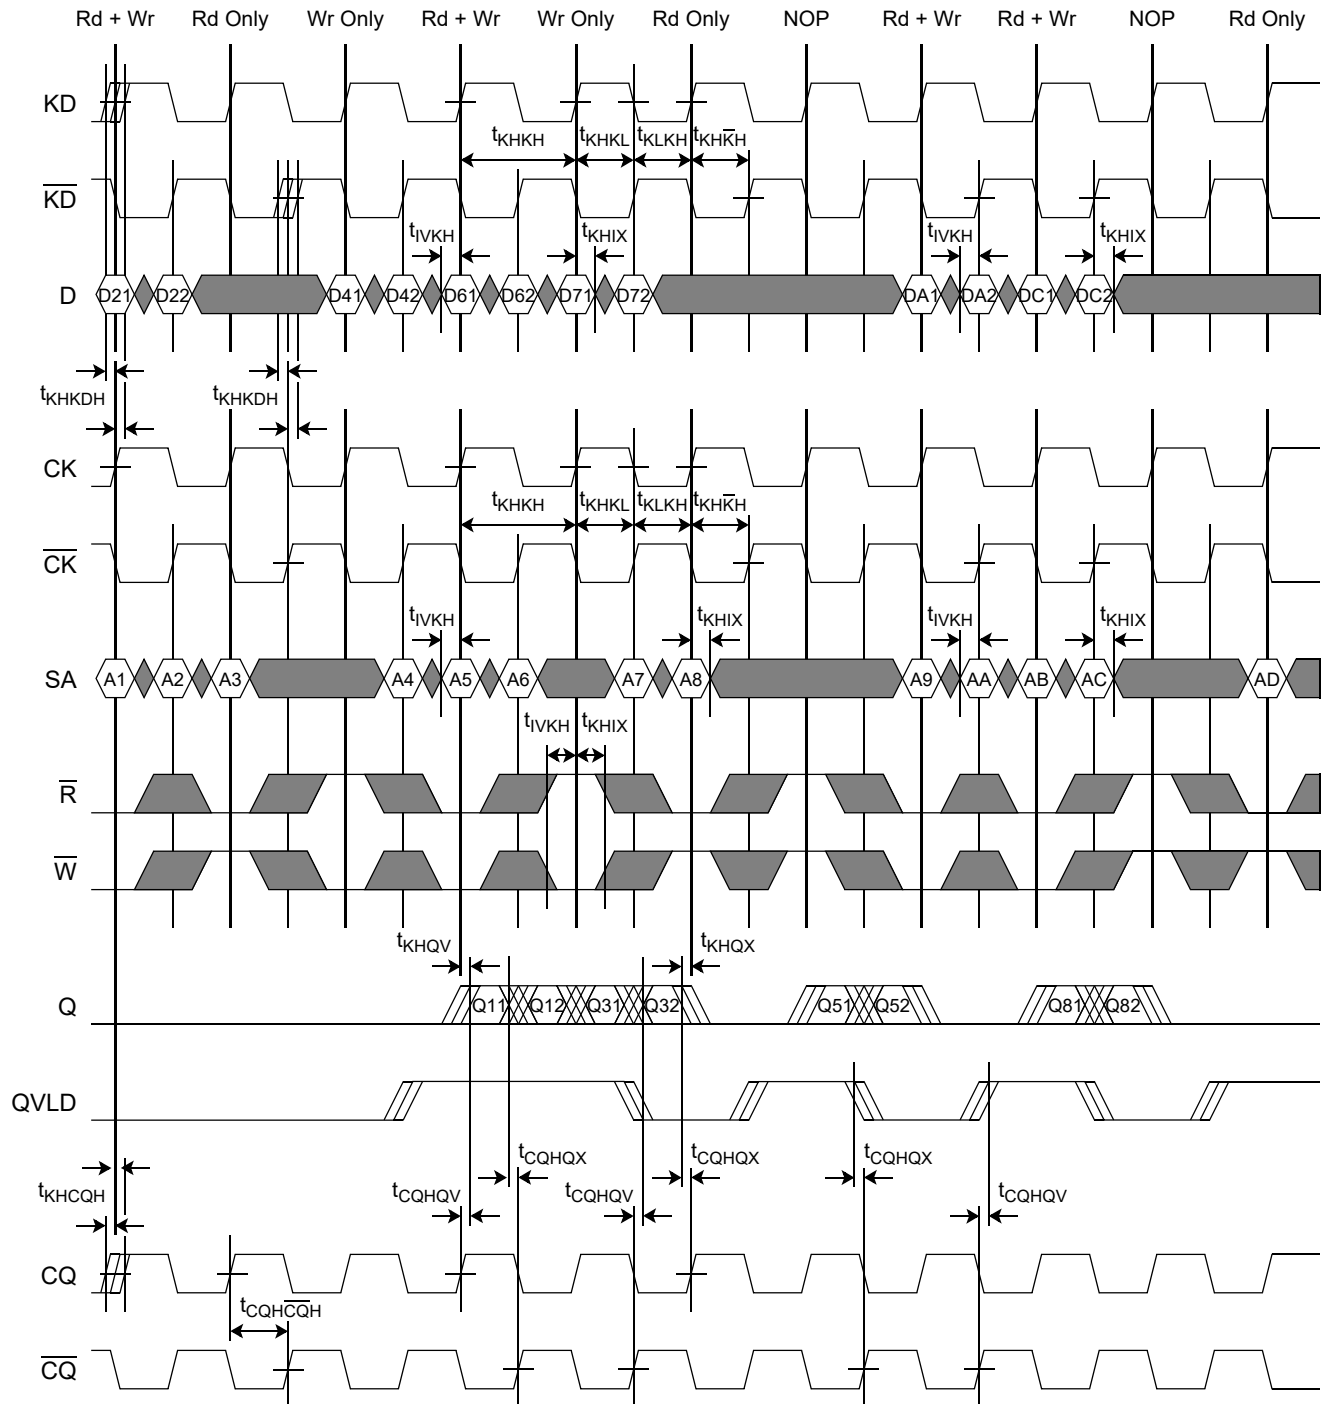 Rd + Wr Rd Only Wr Only Rd + Wr Wr Only Rd Only NOP Rd + Wr Rd + Wr NOP Rd Only
KD
tKHKH tKHKL tKLKH tKHK̅H
K̅D̅
tIVKH tKHIX tIVKH tKHIX
D D21 D22 D41 D42 D61 D62 D71 D72 DA1 DA2 DC1 DC2
tKHKDH tKHKDH
CK
tKHKH tKHKL tKLKH tKHK̅H
C̅K̅
tIVKH tKHIX tIVKH tKHIX
SA A1 A2 A3 A4 A5 A6 A7 A8 A9 AA AB AC AD
tIVKH tKHIX
R̅
W̅
tKHQV tKHQX
Q Q11 Q12 Q31 Q32 Q51 Q52 Q81 Q82
QVLD
tCQHQX tCQHQX tCQHQX
tKHCQH tCQHQV tCQHQV tCQHQV
CQ
tCQHC̅Q̅H
C̅Q̅